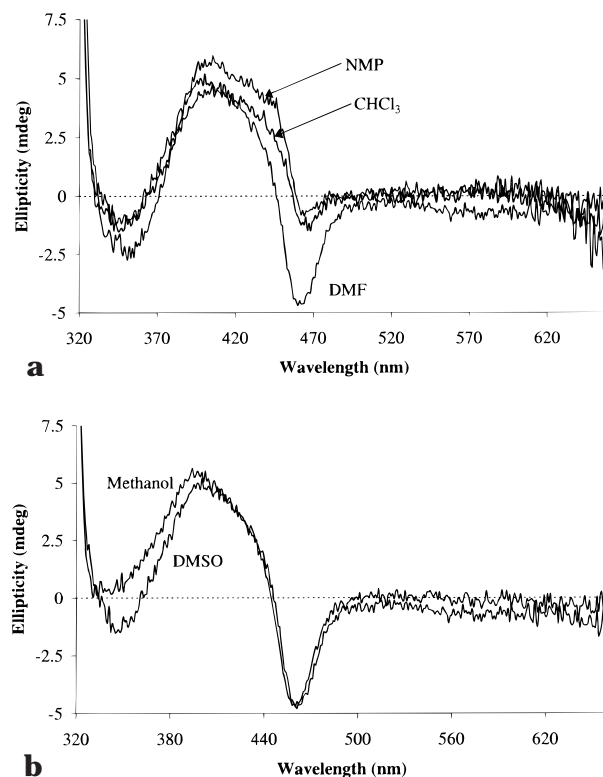 7.5
5
2.5
0
-2.5
-5
Ellipticity (mdeg)
NMP
CHCl3
DMF
320 370 420 470 520 570 620
Wavelength (nm)
a
7.5
5
2.5
0
-2.5
-5
Ellipticity (mdeg)
Methanol
DMSO
320 380 440 500 560 620
Wavelength (nm)
b